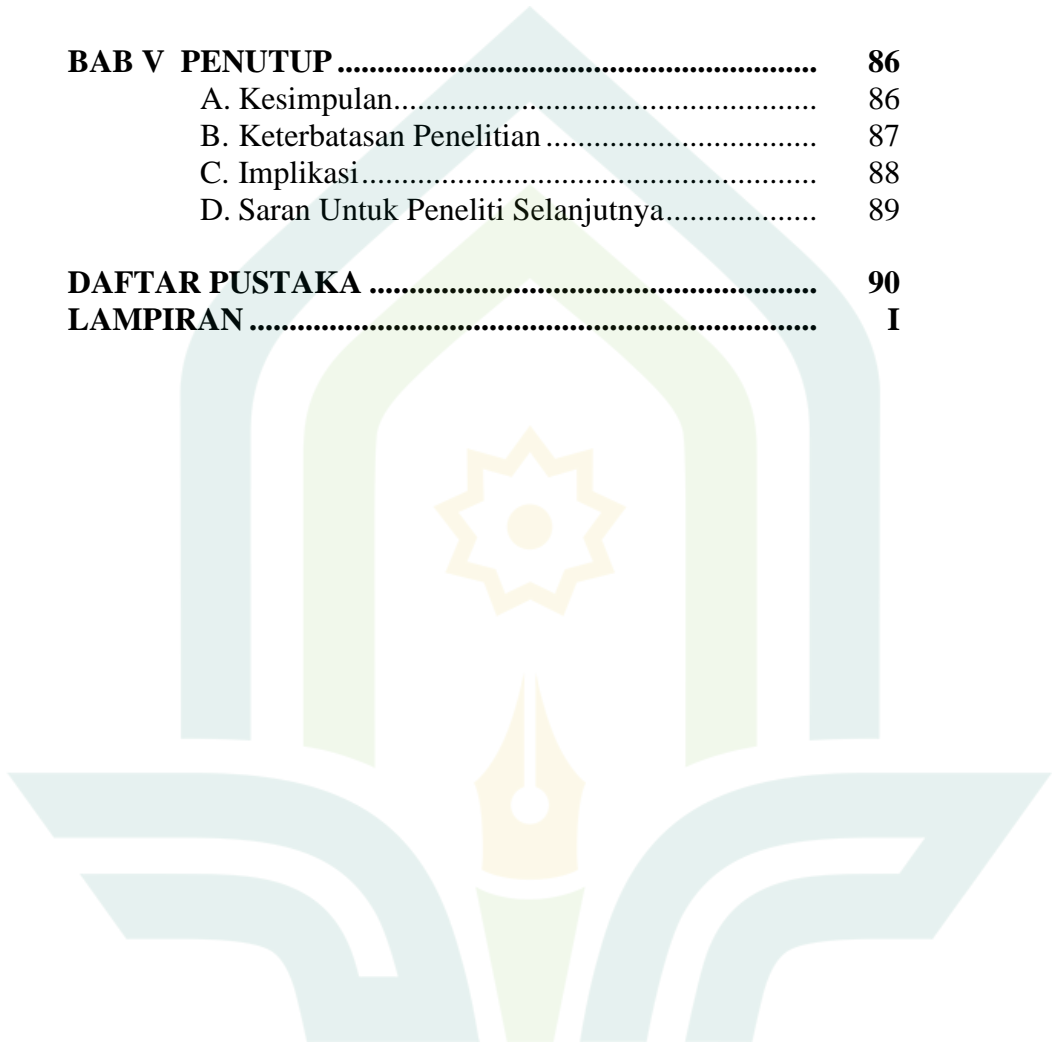 BAB V PENUTUP ............................................................. 86
A. Kesimpulan...................................................... 86
B. Keterbatasan Penelitian .................................. 87
C. Implikasi.......................................................... 88
D. Saran Untuk Peneliti Selanjutnya................... 89
DAFTAR PUSTAKA ......................................................... 90
LAMPIRAN ........................................................................ I